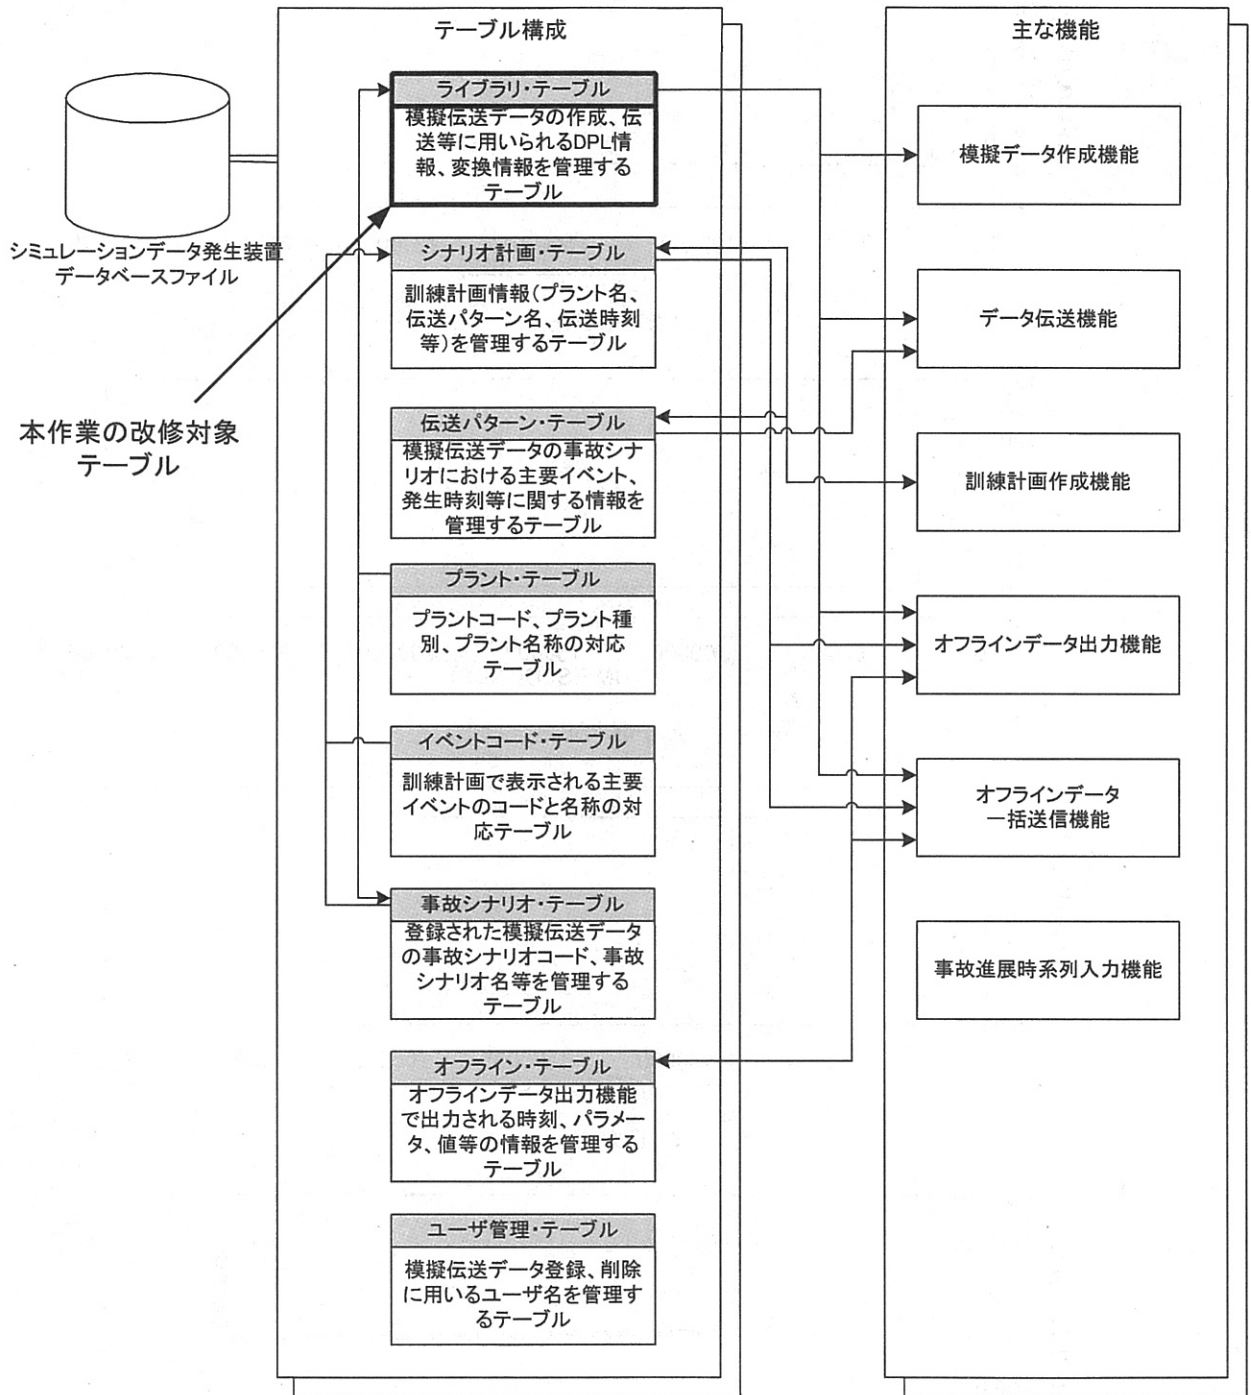 テーブル構成
主な機能
シミュレーションデータ発生装置
データベースファイル
本作業の改修対象
テーブル
ライブラリ・テーブル
模擬伝送データの作成、伝
送等に用いられるDPL情
報、変換情報を管理する
テーブル
シナリオ計画・テーブル
訓練計画情報(プラント名、
伝送パターン名、伝送時刻
等)を管理するテーブル
伝送パターン・テーブル
模擬伝送データの事故シナ
リオにおける主要イベント、
発生時刻等に関する情報を
管理するテーブル
プラント・テーブル
プラントコード、プラント種
別、プラント名称の対応
テーブル
イベントコード・テーブル
訓練計画で表示される主要
イベントのコードと名称の対
応テーブル
事故シナリオ・テーブル
登録された模擬伝送データ
の事故シナリオコード、事故
シナリオ名等を管理する
テーブル
オフライン・テーブル
オフラインデータ出力機能
で出力される時刻、パラメー
タ、値等の情報を管理する
テーブル
ユーザ管理・テーブル
模擬伝送データ登録、削除
に用いるユーザ名を管理す
るテーブル
模擬データ作成機能
データ伝送機能
訓練計画作成機能
オフラインデータ出力機能
オフラインデータ
一括送信機能
事故進展時系列入力機能